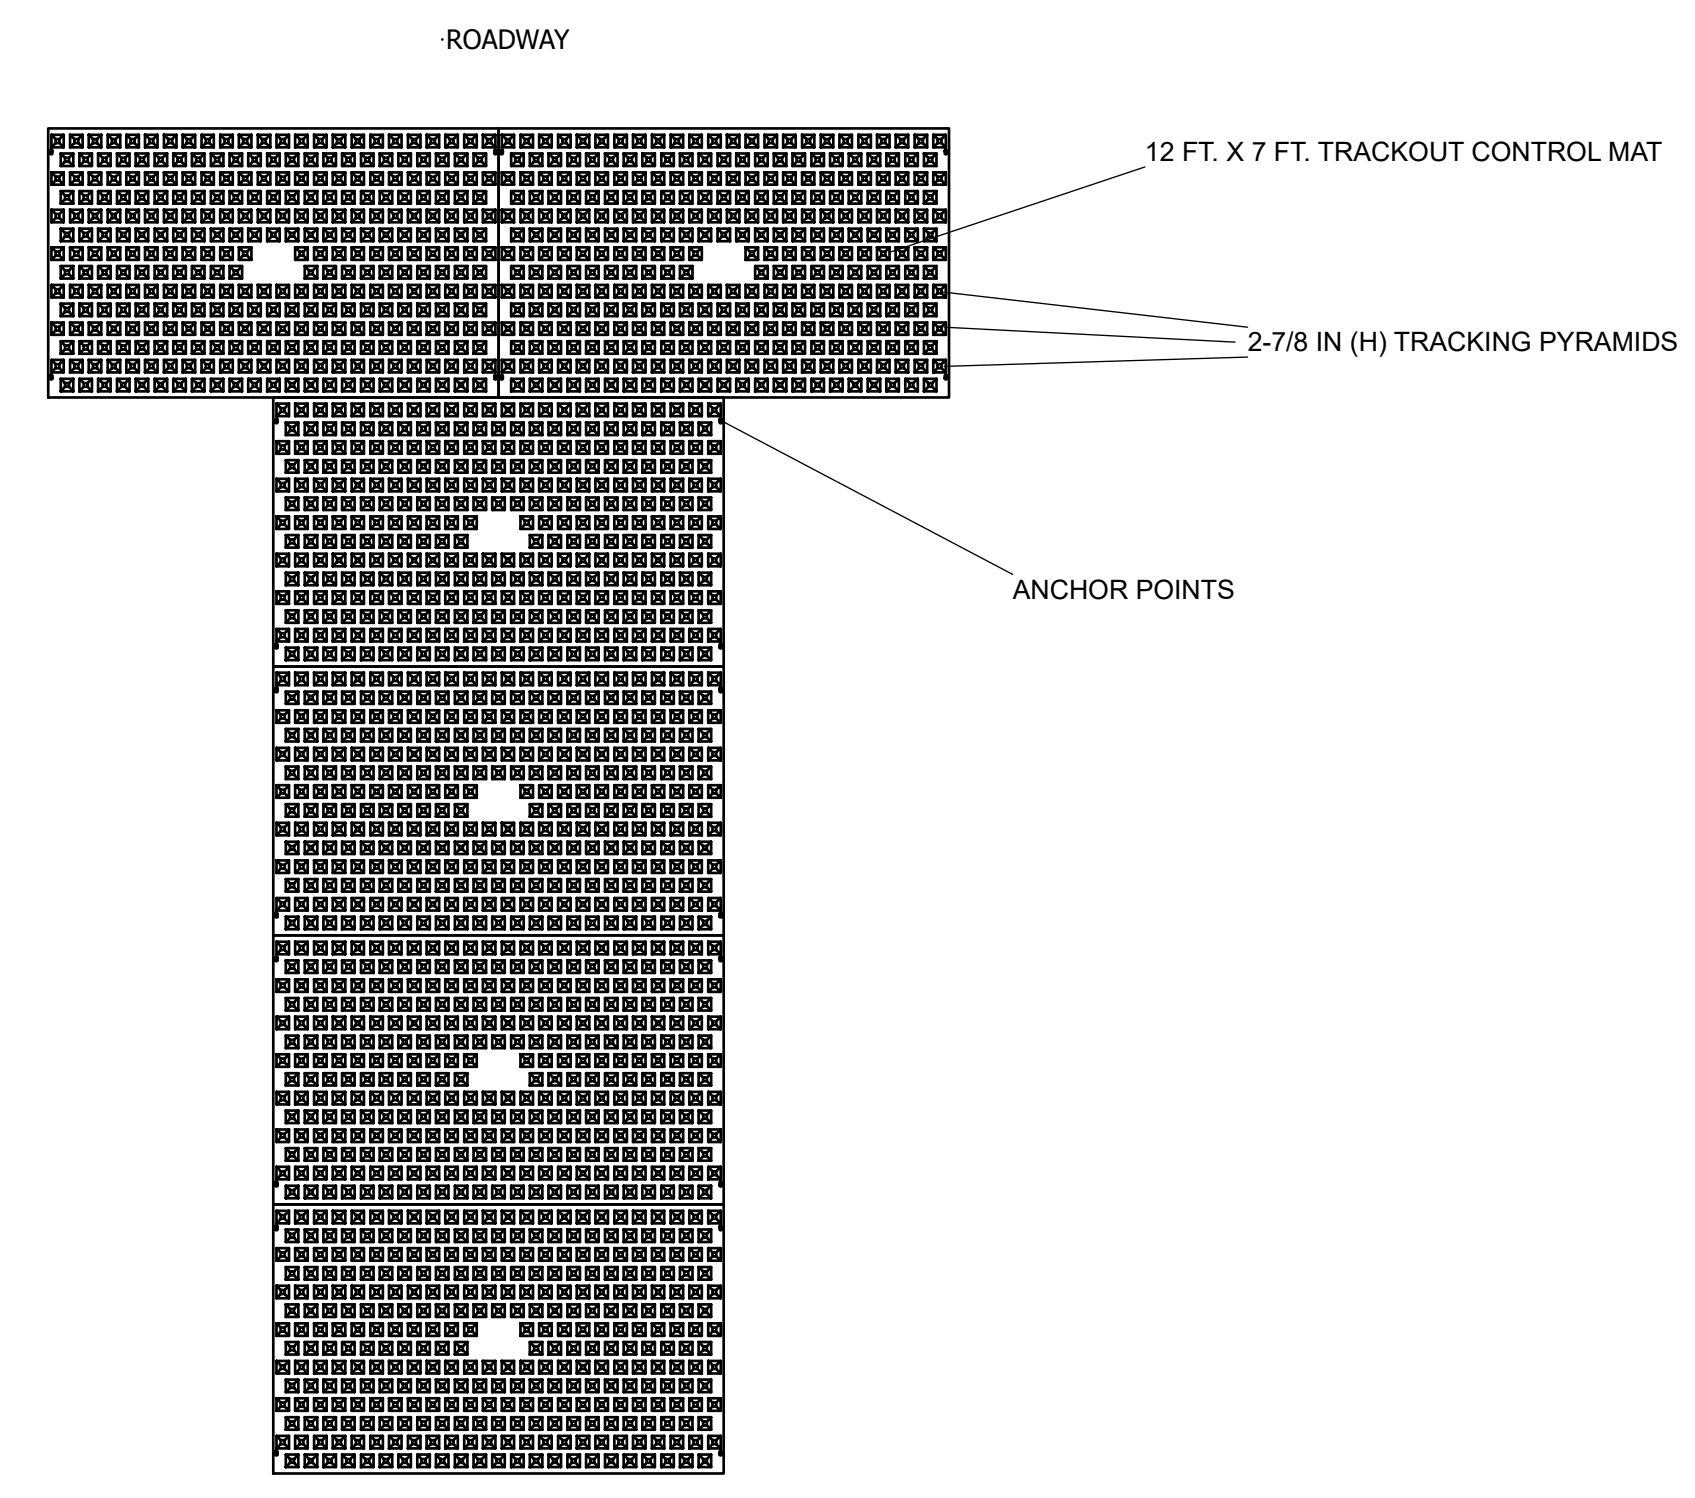 ·ROADWAY
12 FT. X 7 FT. TRACKOUT CONTROL MAT
2-7/8 IN (H) TRACKING PYRAMIDS
ANCHOR POINTS